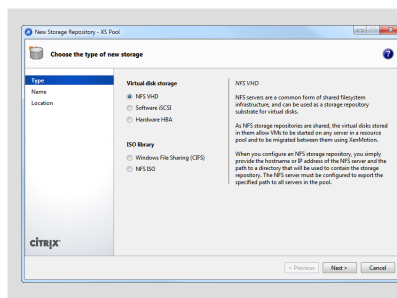 New Storage Repository - XS Pool
Choose the type of new storage
Type
Name
Location
Virtual disk storage
NFS VHD
Software iSCSI
Hardware HBA
ISO library
Windows File Sharing (CIFS)
NFS ISO
NFS VHD
NFS servers are a common form of shared filesystem
infrastructure, and can be used as a storage repository
substrate for virtual disks.
As NFS storage repositories are shared, the virtual disks stored
in them allow VMs to be started on any server in a resource
pool and to be migrated between them using XenMotion.
When you configure an NFS storage repository, you simply
provide the hostname or IP address of the NFS server and the
path to a directory that will be used to contain the storage
repository. The NFS server must be configured to export the
specified path to all servers in the pool.
CITRIX
< Previous
Next >
Cancel